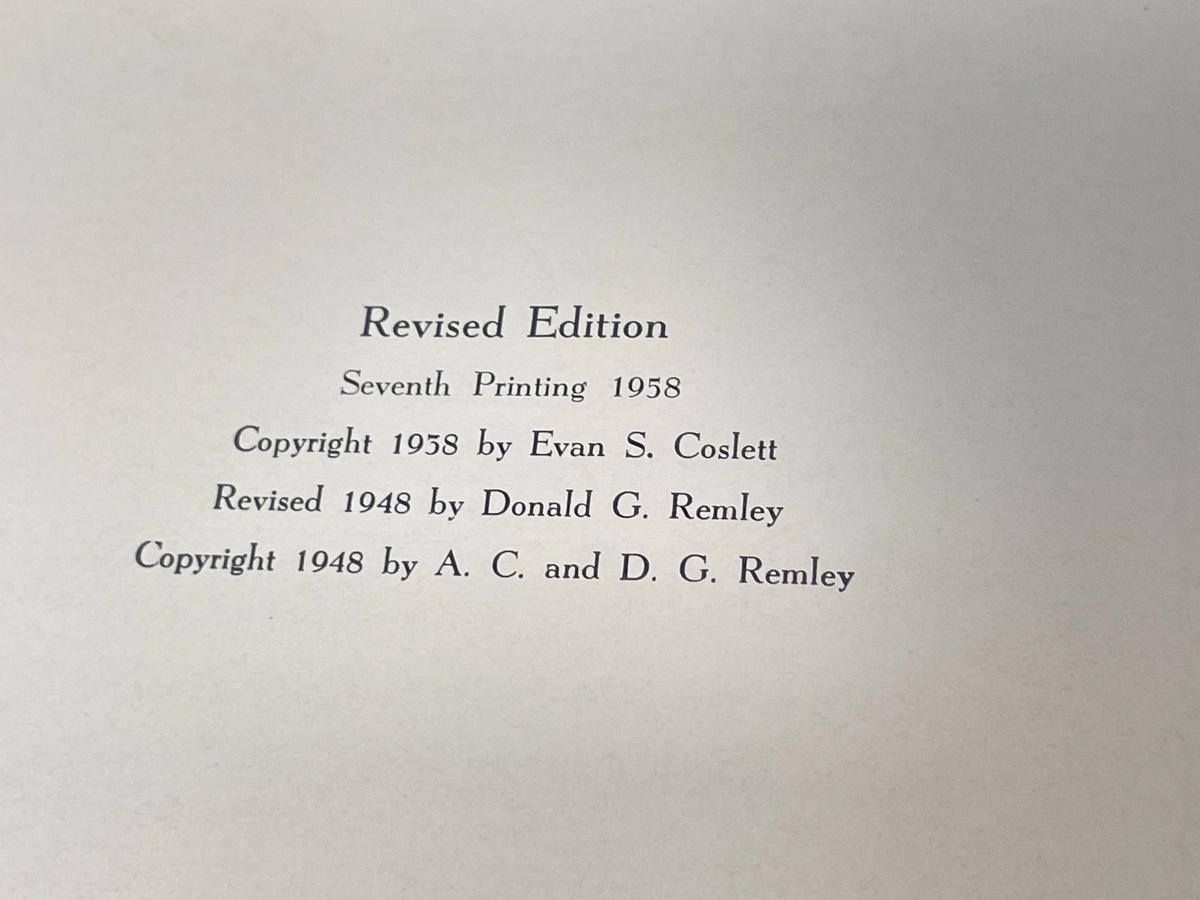 Revised Edition
Seventh Printing 1958
Copyright 1958 by Evan S. Coslett
Revised 1948 by Donald G. Remley
Copyright 1948 by A. C. and D. G. Remley